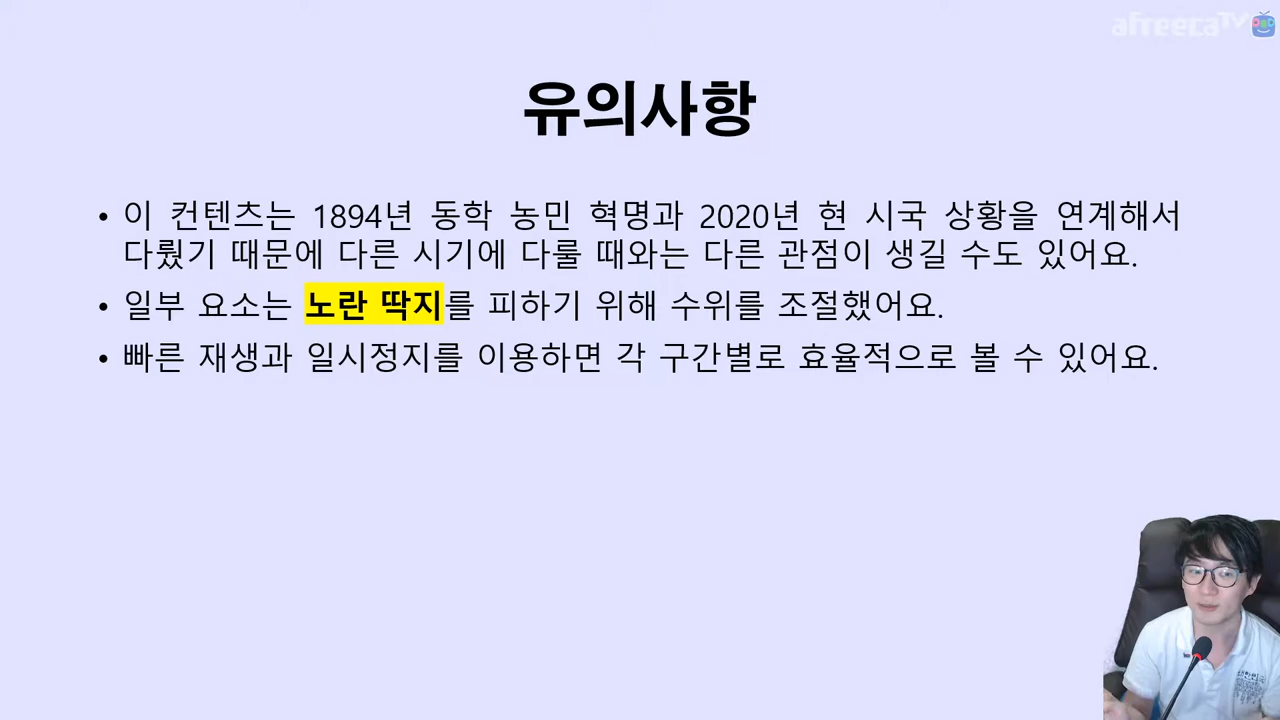 afreecaTV
유의사항
• 이 컨텐츠는 1894년 동학 농민 혁명과 2020년 현 시국 상황을 연계해서
다뤘기 때문에 다른 시기에 다룰 때와는 다른 관점이 생길 수도 있어요.
• 일부 요소는 노란 딱지를 피하기 위해 수위를 조절했어요.
• 빠른 재생과 일시정지를 이용하면 각 구간별로 효율적으로 볼 수 있어요.
대한민국